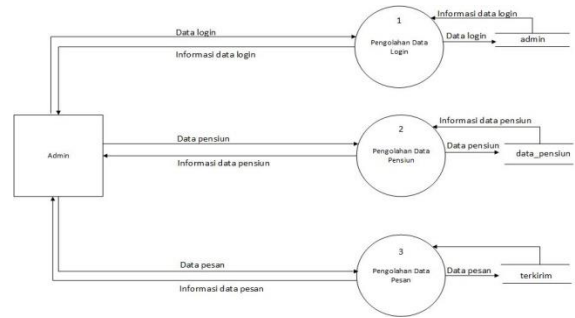 1
Pengolahan Data
Login
Data login
Informasi data login
Informasi data login
Data login
admin
Admin
2
Pengolahan Data
Pensiun
Data pensiun
Informasi data pensiun
Informasi data pensiun
Data pensiun
data_pensiun
3
Pengolahan Data
Pesan
Data pesan
Informasi data pesan
Data pesan
terkirim